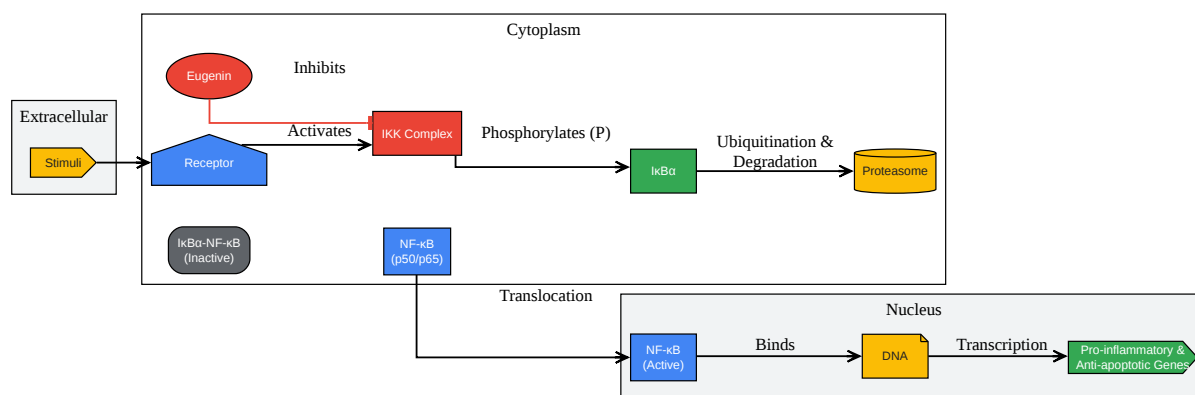 Cytoplasm
Eugenin
Inhibits
Extracellular
Stimuli
Receptor
Activates
IKK Complex
Phosphorylates (P)
IκBα
Ubiquitination &
Degradation
Proteasome
IκBα-NF-κB
(Inactive)
NF-κB
(p50/p65)
Translocation
Nucleus
NF-κB
(Active)
Binds
DNA
Transcription
Pro-inflammatory &
Anti-apoptotic Genes